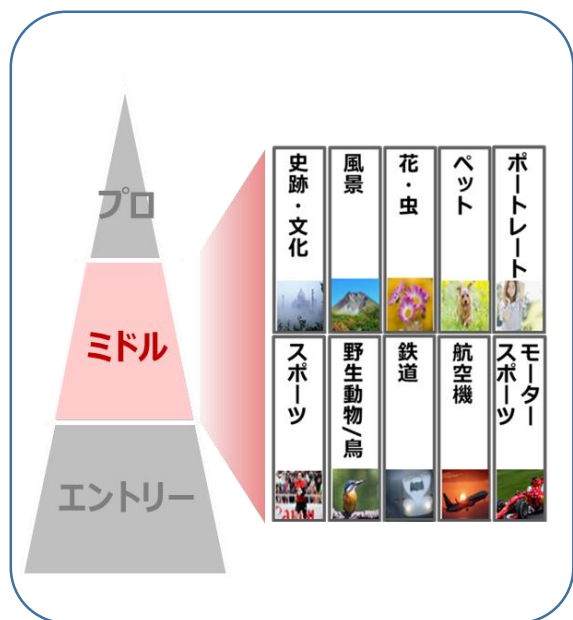 プロ
ミドル
エントリー
史跡・文化
風景
花・虫
ペット
ポートレート
スポーツ
野生動物/鳥
鉄道
航空機
モーター
スポーツ